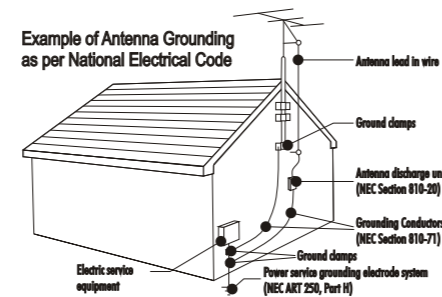 Example of Antenna Grounding
as per National Electrical Code
Antenna lead in wire
Ground clamps
Antenna discharge un
(NEC Section 810-20)
Grounding Conductors
(NEC Section 810-71)
Ground clamps
Electric service
equipment
Power service grounding electrode system
(NEC ART 250, Part H)